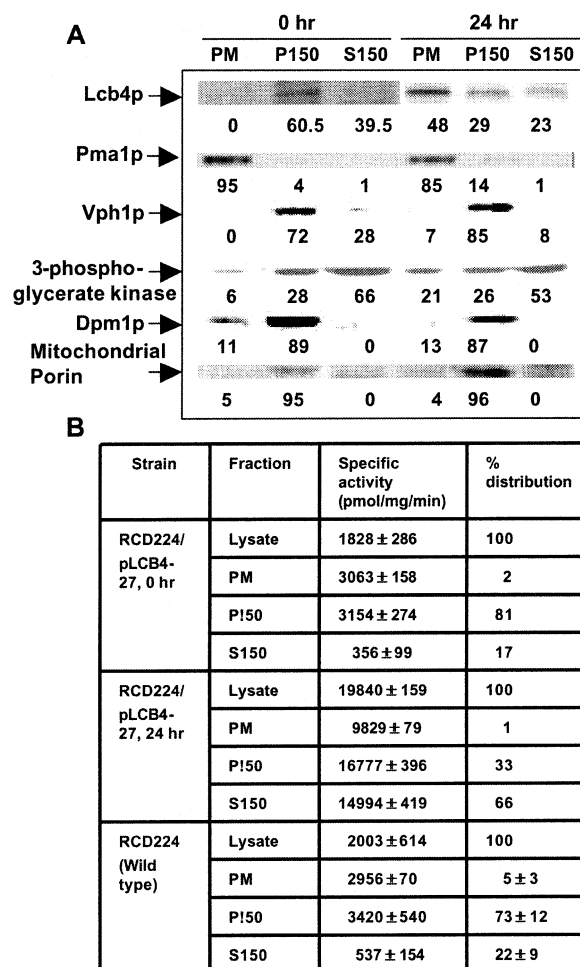 A
0 hr 24 hr
PM P150 S150 PM P150 S150
Lcb4p
0 60.5 39.5 48 29 23
Pma1p
95 4 1 85 14 1
Vph1p
0 72 28 7 85 8
3-phospho-
glycerate kinase
6 28 66 21 26 53
Dpm1p
11 89 0 13 87 0
Mitochondrial
Porin
5 95 0 4 96 0
B
Strain Fraction Specific activity (pmol/mg/min) % distribution
RCD224/ pLCB4-27, 0 hr Lysate 1828 ± 286 100
PM 3063 ± 158 2
P!50 3154 ± 274 81
S150 356 ± 99 17
RCD224/ pLCB4-27, 24 hr Lysate 19840 ± 159 100
PM 9829 ± 79 1
P!50 16777 ± 396 33
S150 14994 ± 419 66
RCD224 (Wild type) Lysate 2003 ± 614 100
PM 2956 ± 70 5 ± 3
P!50 3420 ± 540 73 ± 12
S150 537 ± 154 22 ± 9